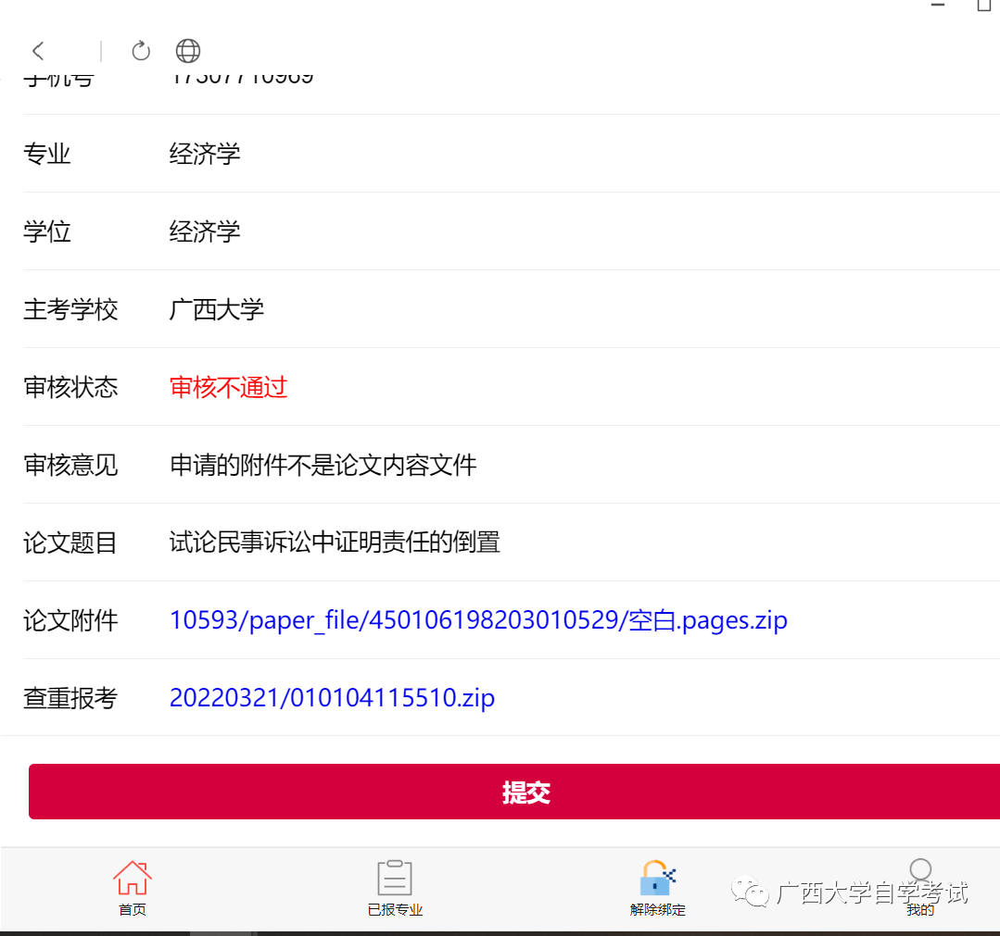 手机号 17307710969
专业 经济学
学位 经济学
主考学校 广西大学
审核状态 审核不通过
审核意见 申请的附件不是论文内容文件
论文题目 试论民事诉讼中证明责任的倒置
论文附件 10593/paper_file/450106198203010529/空白.pages.zip
查重报考 20220321/010104115510.zip
提交
首页 已报专业 解除绑定 我的
广西大学自学考试